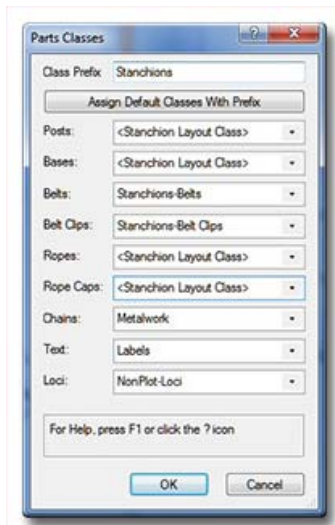 Parts Classes
Class Prefix Stanchions
Assign Default Classes With Prefix
Posts: <Stanchion Layout Class>
Bases: <Stanchion Layout Class>
Belts: Stanchions-Belts
Belt Clips: Stanchions-Belt Clips
Ropes: <Stanchion Layout Class>
Rope Caps: <Stanchion Layout Class>
Chains: Metalwork
Text: Labels
Loci: NonPlot-Loci
For Help, press F1 or click the ? icon
OK Cancel